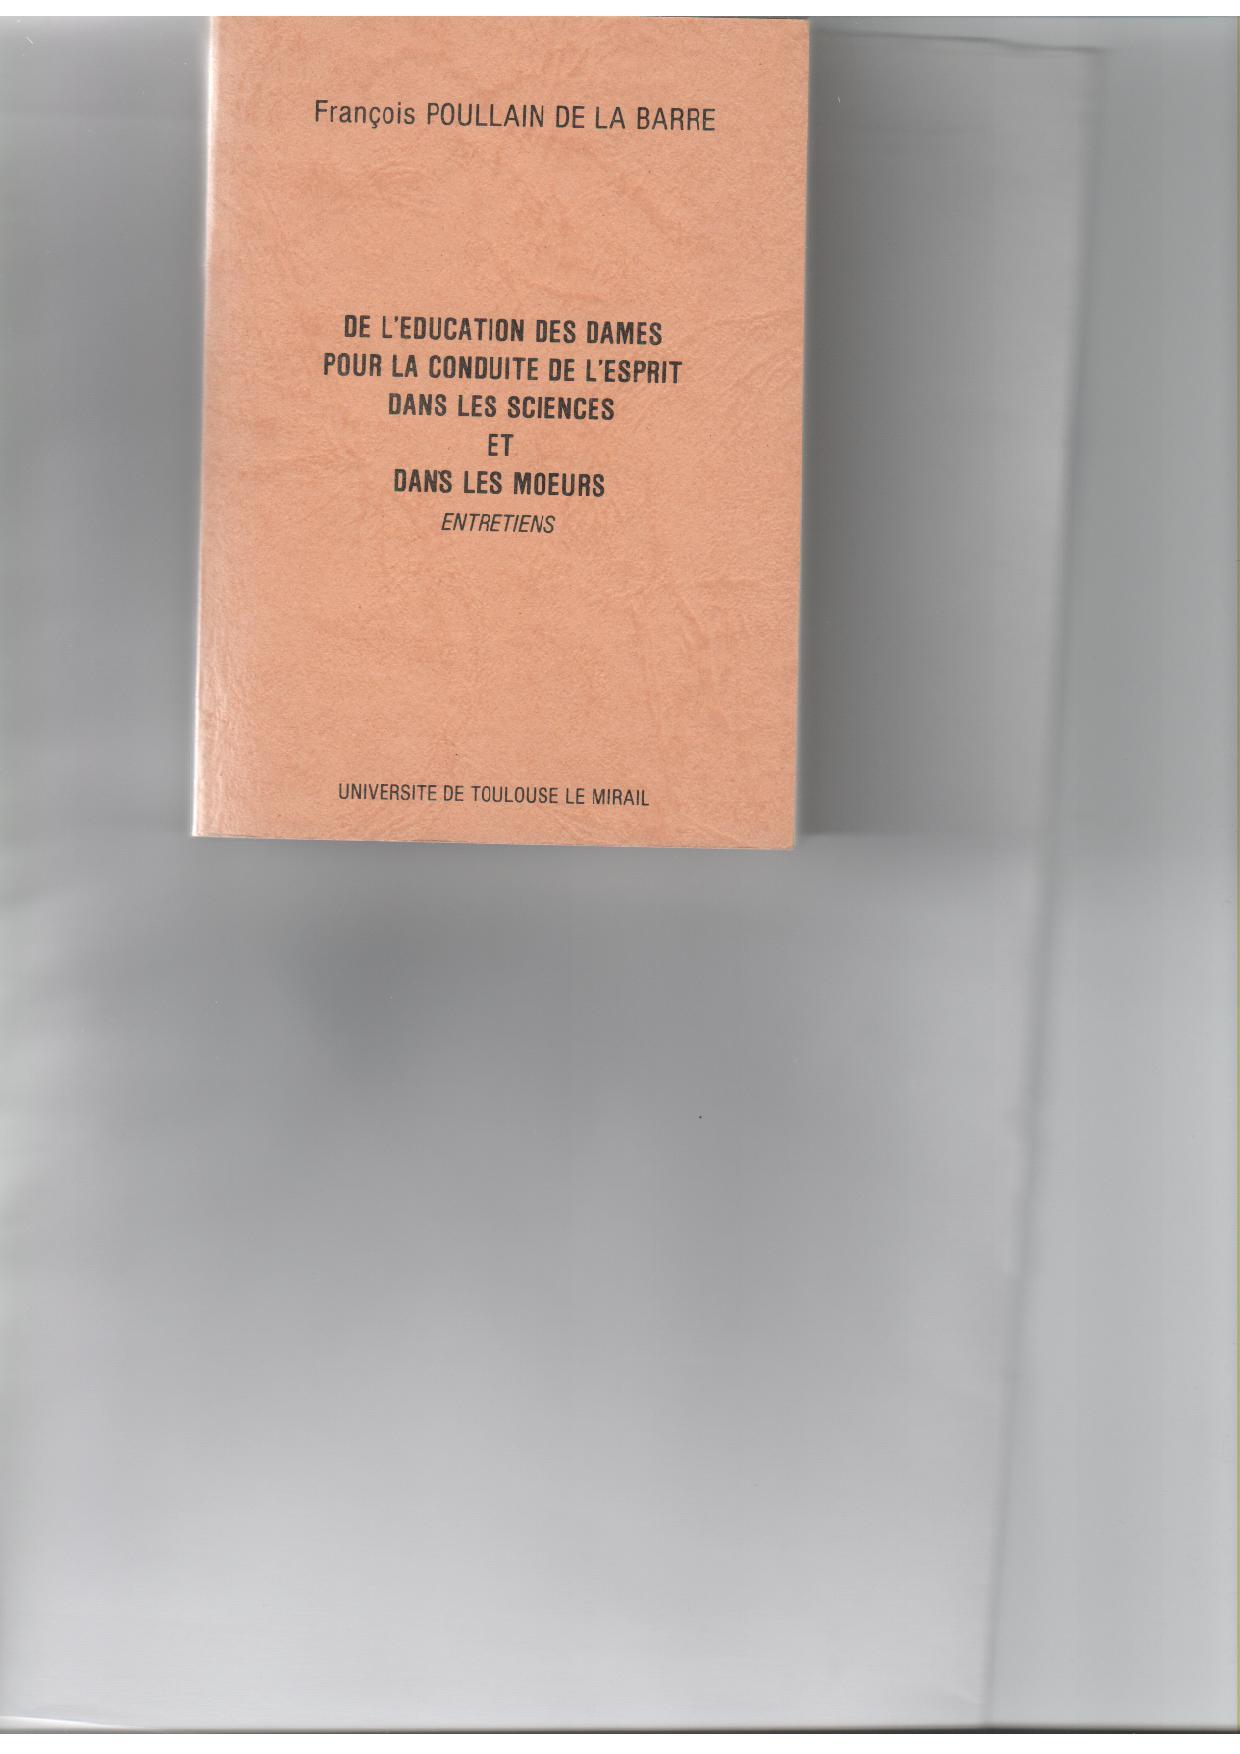 François POULLAIN DE LA BARRE
DE L'EDUCATION DES DAMES
POUR LA CONDUITE DE L'ESPRIT
DANS LES SCIENCES
ET
DANS LES MOEURS
ENTRETIENS
UNIVERSITE DE TOULOUSE LE MIRAIL